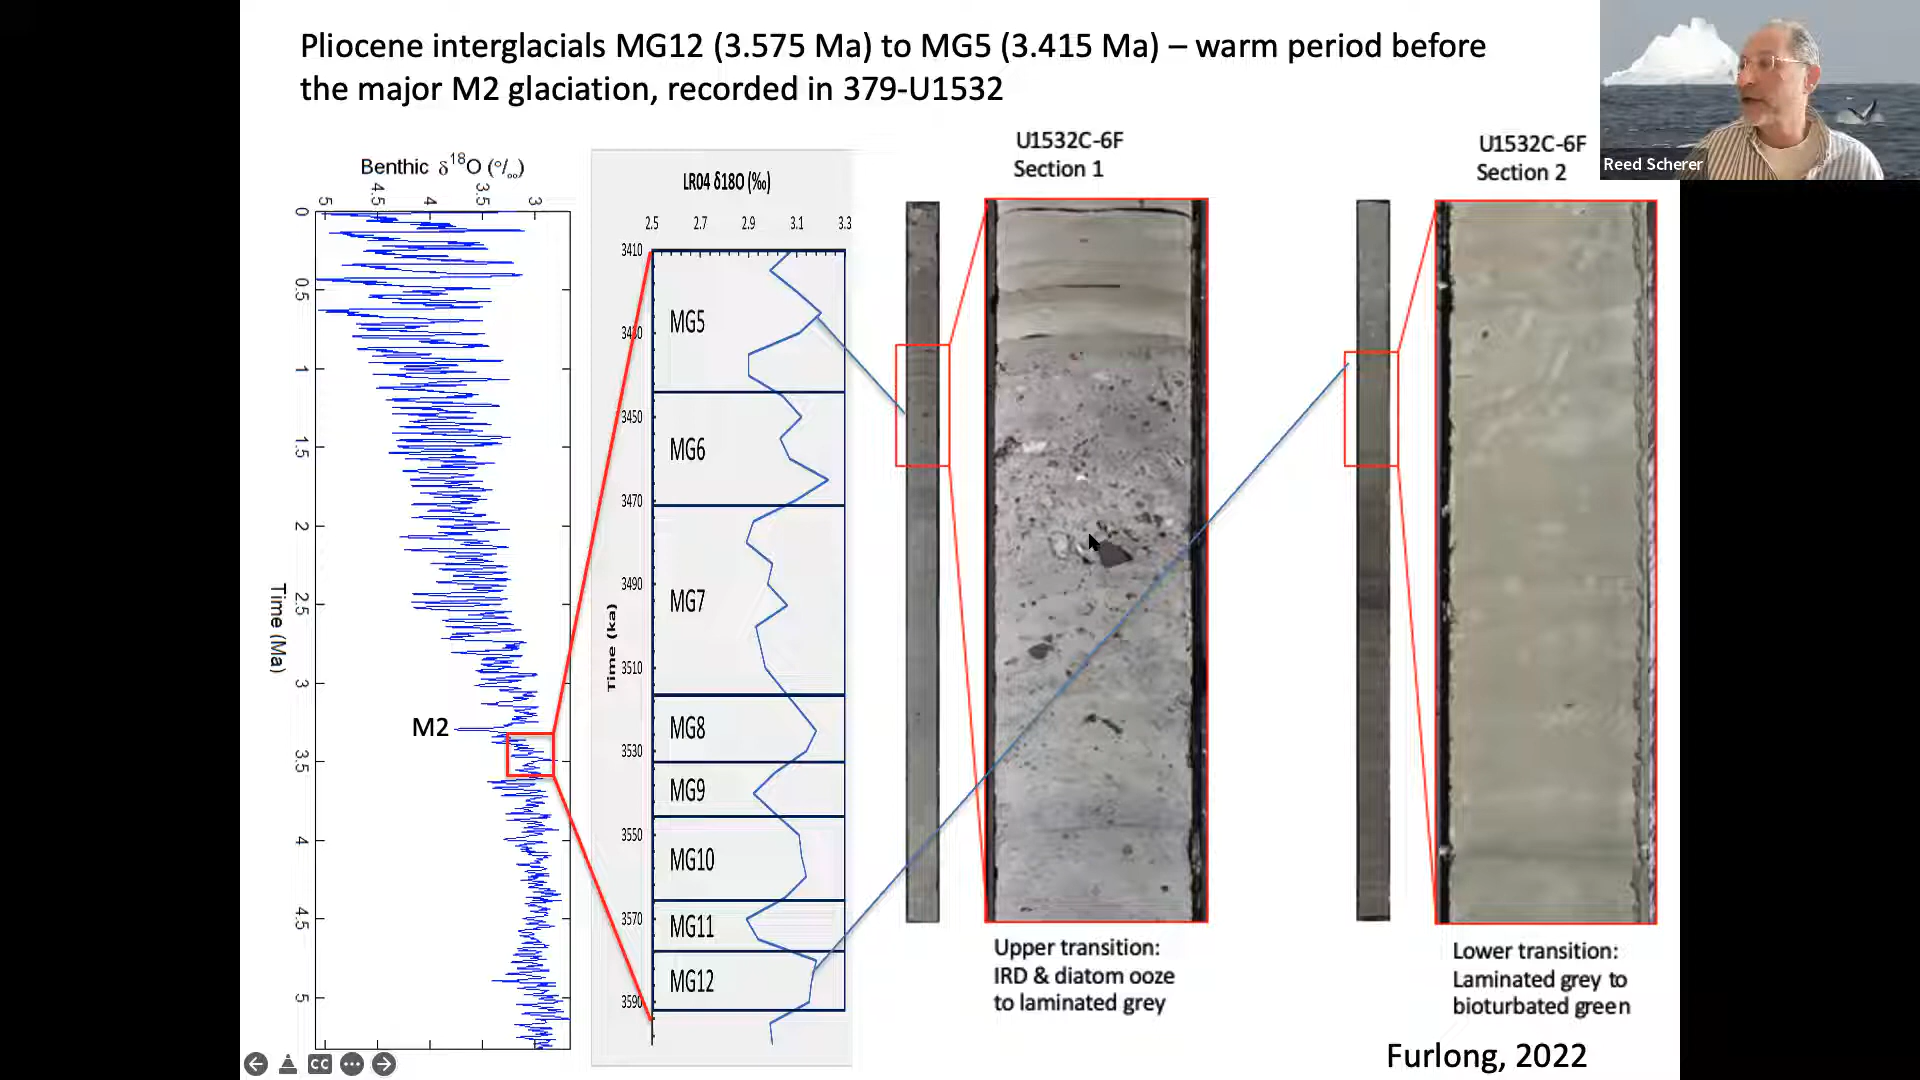 Pliocene interglacials MG12 (3.575 Ma) to MG5 (3.415 Ma) – warm period before
the major M2 glaciation, recorded in 379-U1532
Reed Scherer
Benthic δ18O (o/oo)
5 4.5 4 3.5 3
0
0.5
1
1.5
2
2.5
3
3.5
4
4.5
5
Time (Ma)
M2
LR04 δ18O (‰)
2.5 2.7 2.9 3.1 3.3
3410
3430
3450
3470
3490
3510
3530
3550
3570
3590
Time (ka)
MG5
MG6
MG7
MG8
MG9
MG10
MG11
MG12
U1532C-6F
Section 1
Upper transition:
IRD & diatom ooze
to laminated grey
U1532C-6F
Section 2
Lower transition:
Laminated grey to
bioturbated green
Furlong, 2022
CC